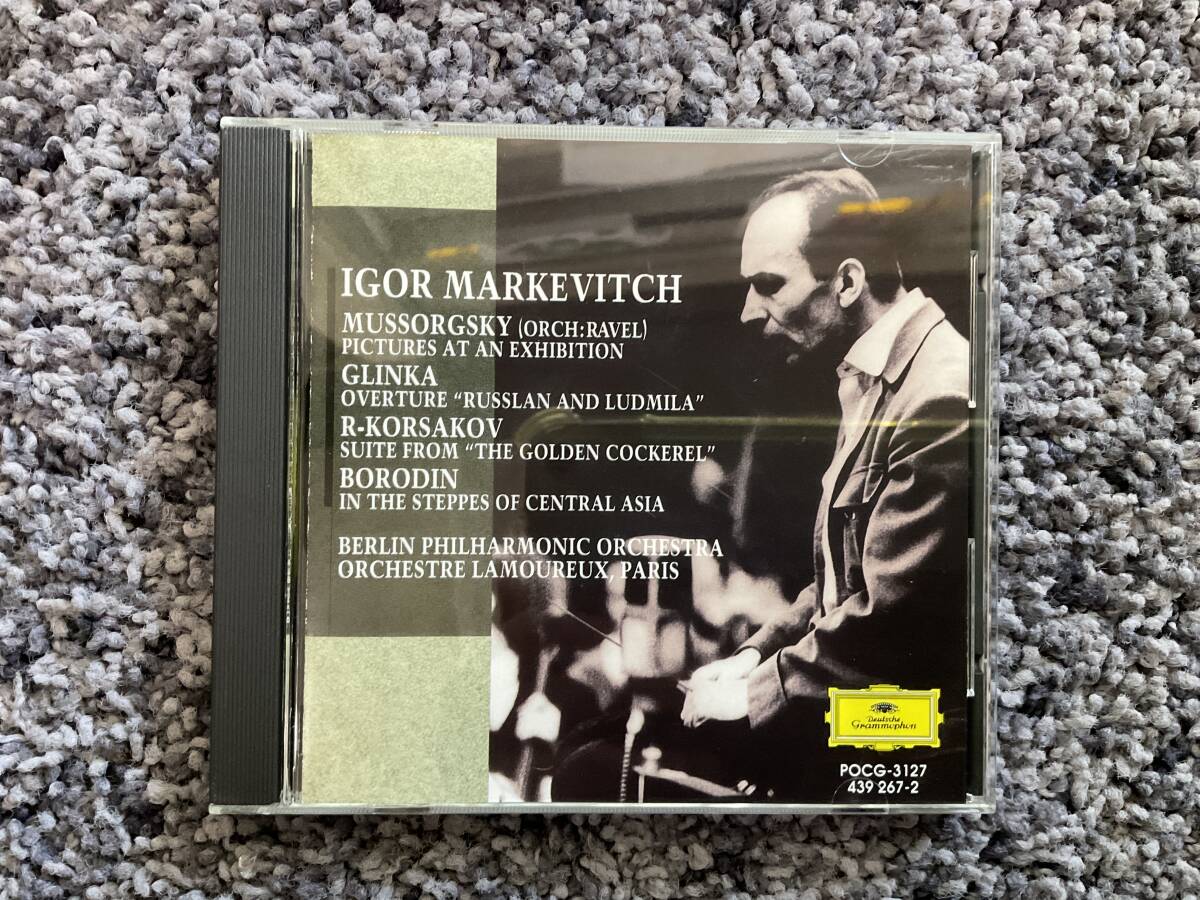 IGOR MARKEVITCH
MUSSORGSKY (ORCH:RAVEL)
PICTURES AT AN EXHIBITION
GLINKA
OVERTURE “RUSSLAN AND LUDMILA”
R-KORSAKOV
SUITE FROM “THE GOLDEN COCKEREL”
BORODIN
IN THE STEPPES OF CENTRAL ASIA
BERLIN PHILHARMONIC ORCHESTRA
ORCHESTRE LAMOUREUX, PARIS
Deutsche
Grammophon
POCG-3127
439 267-2